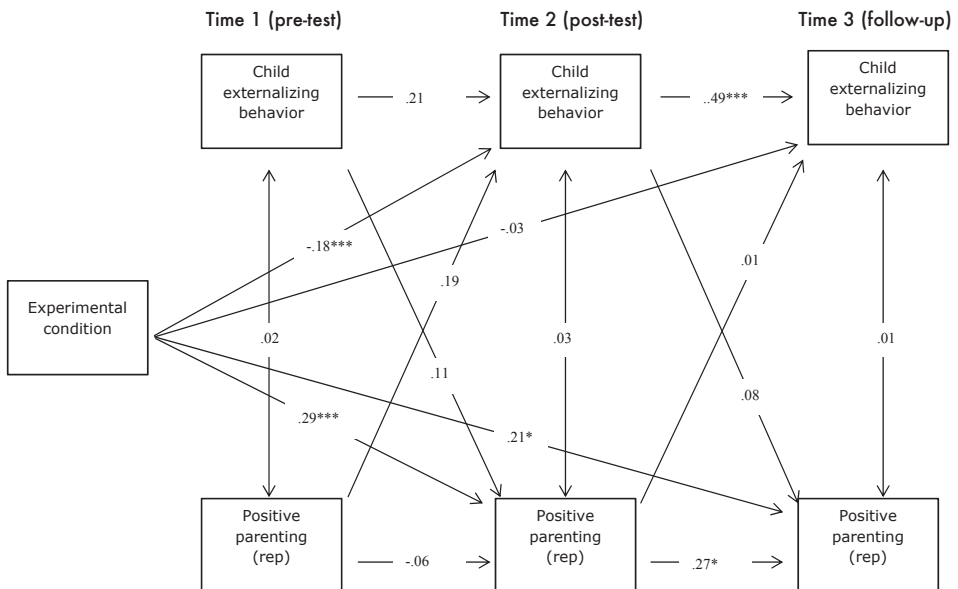 Time 1 (pre-test)
Time 2 (post-test)
Time 3 (follow-up)
Child
externalizing
behavior
.21
Child
externalizing
behavior
..49***
Child
externalizing
behavior
-.18***
-.03
.19
.01
Experimental
condition
.02
.03
.01
.11
.08
.29***
.21*
Positive
parenting
(rep)
-.06
Positive
parenting
(rep)
.27*
Positive
parenting
(rep)